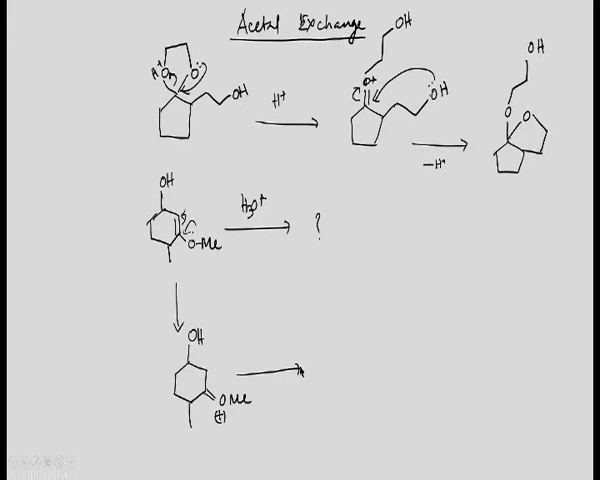 Acetal Exchange
OH
H+
O
O:
OH
H+
O+
OH
-H+
OH
O
O
OH
O-Me
H3O+
?
OH
OMe
(+)